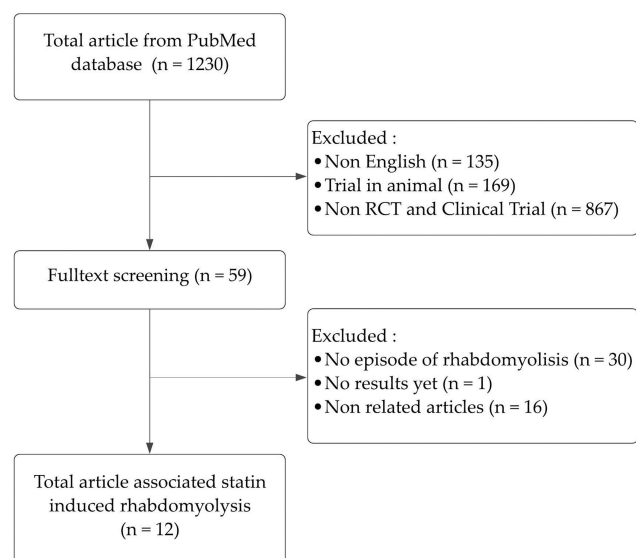 Total article from PubMed
database (n = 1230)
Excluded :
• Non English (n = 135)
• Trial in animal (n = 169)
• Non RCT and Clinical Trial (n = 867)
Fulltext screening (n = 59)
Excluded :
• No episode of rhabdomyolisis (n = 30)
• No results yet (n = 1)
• Non related articles (n = 16)
Total article associated statin
induced rhabdomyolysis
(n = 12)